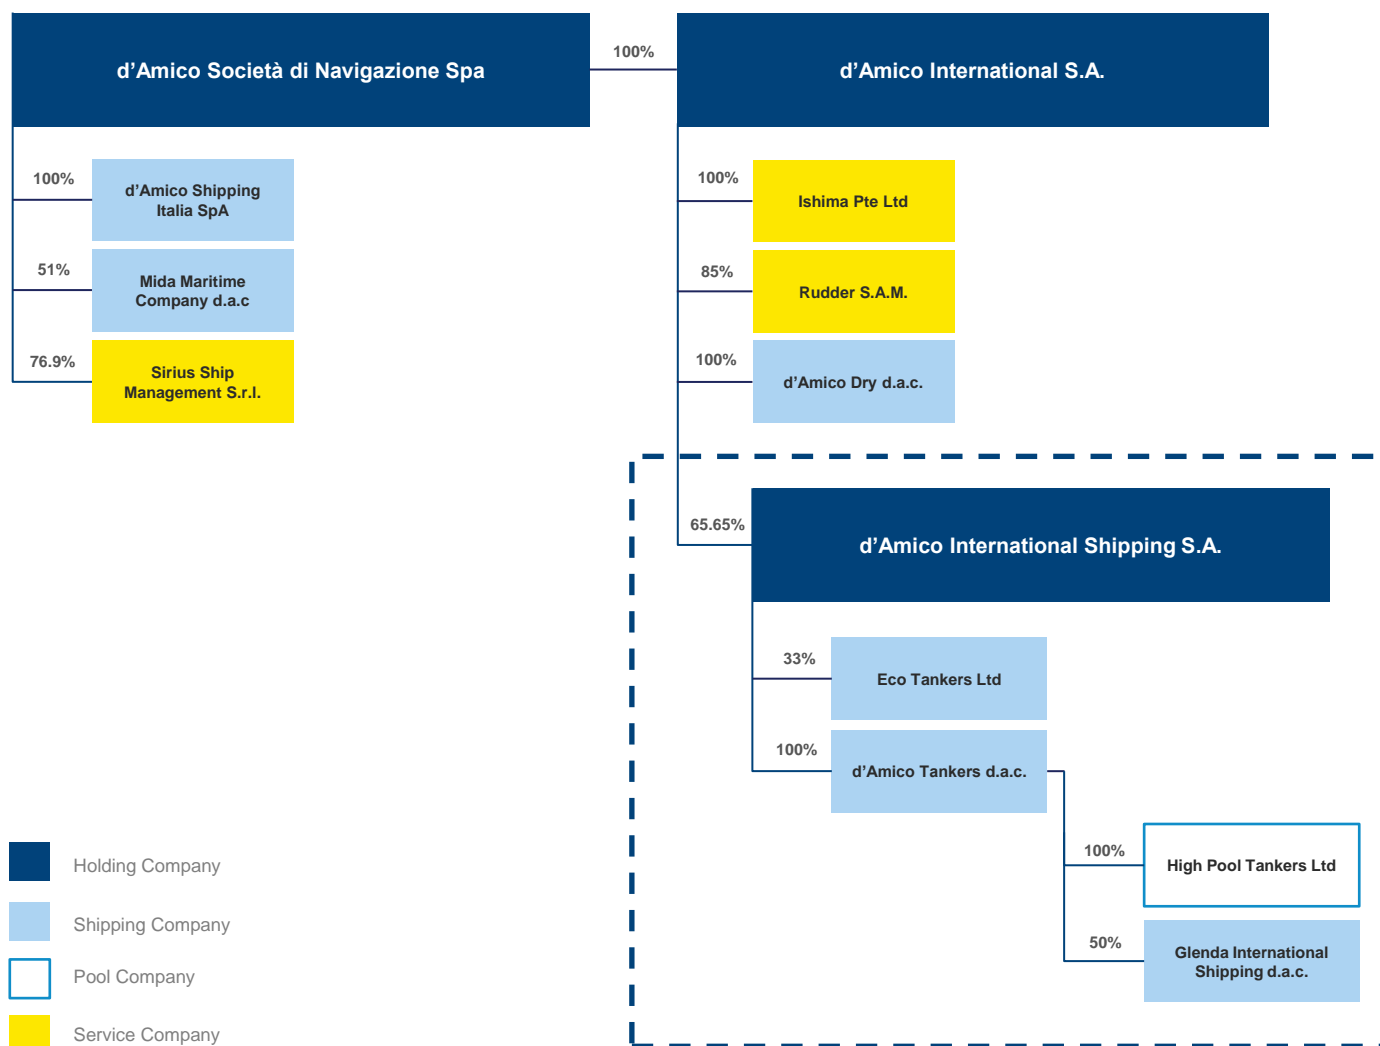 d'Amico Società di Navigazione Spa
100%
d'Amico International S.A.
100%
d'Amico Shipping
Italia SpA
51%
Mida Maritime
Company d.a.c
76.9%
Sirius Ship
Management S.r.l.
100%
Ishima Pte Ltd
85%
Rudder S.A.M.
100%
d'Amico Dry d.a.c.
65.65%
d'Amico International Shipping S.A.
33%
Eco Tankers Ltd
100%
d'Amico Tankers d.a.c.
100%
High Pool Tankers Ltd
50%
Glenda International
Shipping d.a.c.
Holding Company
Shipping Company
Pool Company
Service Company